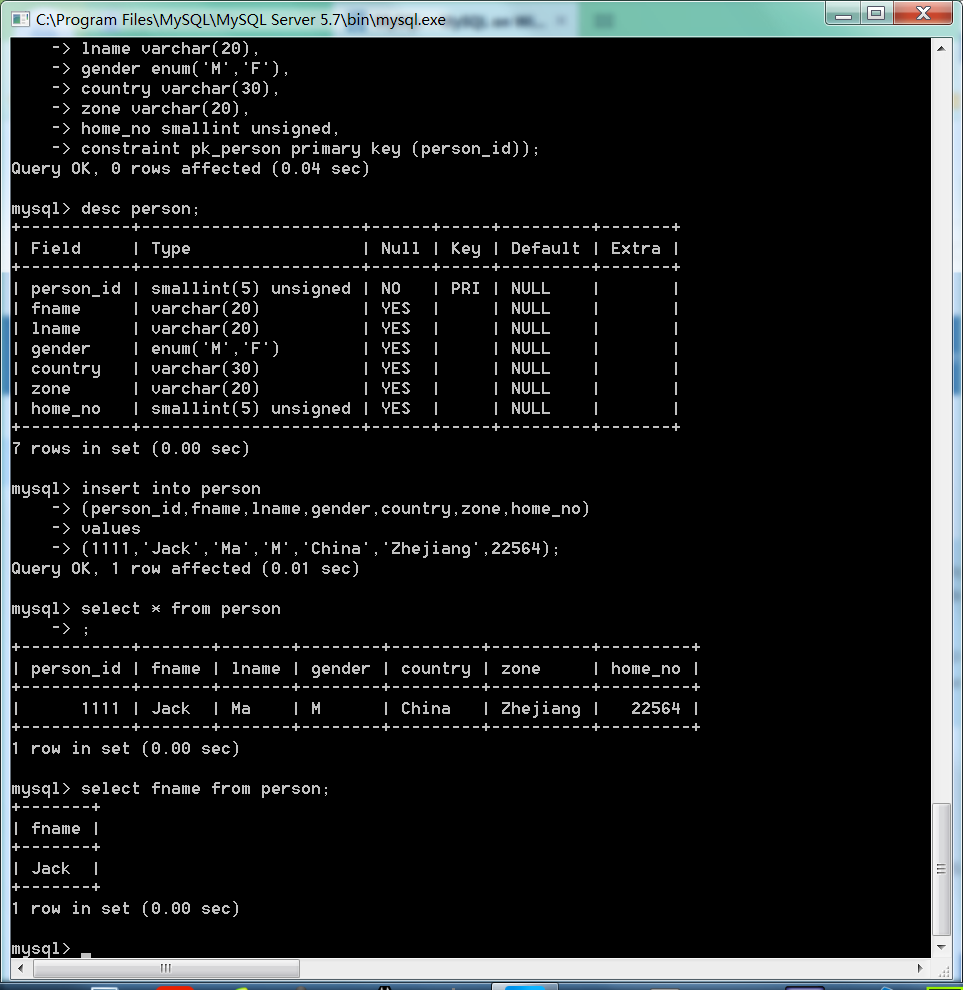 C:\Program Files\MySQL\MySQL Server 5.7\bin\mysql.exe
    -> lname varchar(20),
    -> gender enum('M','F'),
    -> country varchar(30),
    -> zone varchar(20),
    -> home_no smallint unsigned,
    -> constraint pk_person primary key (person_id));
Query OK, 0 rows affected (0.04 sec)
mysql> desc person;
+-----------+----------------------+------+-----+---------+-------+
| Field     | Type                 | Null | Key | Default | Extra |
+-----------+----------------------+------+-----+---------+-------+
| person_id | smallint(5) unsigned | NO   | PRI | NULL    |       |
| fname     | varchar(20)          | YES  |     | NULL    |       |
| lname     | varchar(20)          | YES  |     | NULL    |       |
| gender    | enum('M','F')        | YES  |     | NULL    |       |
| country   | varchar(30)          | YES  |     | NULL    |       |
| zone      | varchar(20)          | YES  |     | NULL    |       |
| home_no   | smallint(5) unsigned | YES  |     | NULL    |       |
+-----------+----------------------+------+-----+---------+-------+
7 rows in set (0.00 sec)
mysql> insert into person
    -> (person_id,fname,lname,gender,country,zone,home_no)
    -> values
    -> (1111,'Jack','Ma','M','China','Zhejiang',22564);
Query OK, 1 row affected (0.01 sec)
mysql> select * from person
    -> ;
+-----------+-------+-------+--------+---------+----------+---------+
| person_id | fname | lname | gender | country | zone     | home_no |
+-----------+-------+-------+--------+---------+----------+---------+
|      1111 | Jack  | Ma    | M      | China   | Zhejiang |   22564 |
+-----------+-------+-------+--------+---------+----------+---------+
1 row in set (0.00 sec)
mysql> select fname from person;
+-------+
| fname |
+-------+
| Jack  |
+-------+
1 row in set (0.00 sec)
mysql> _